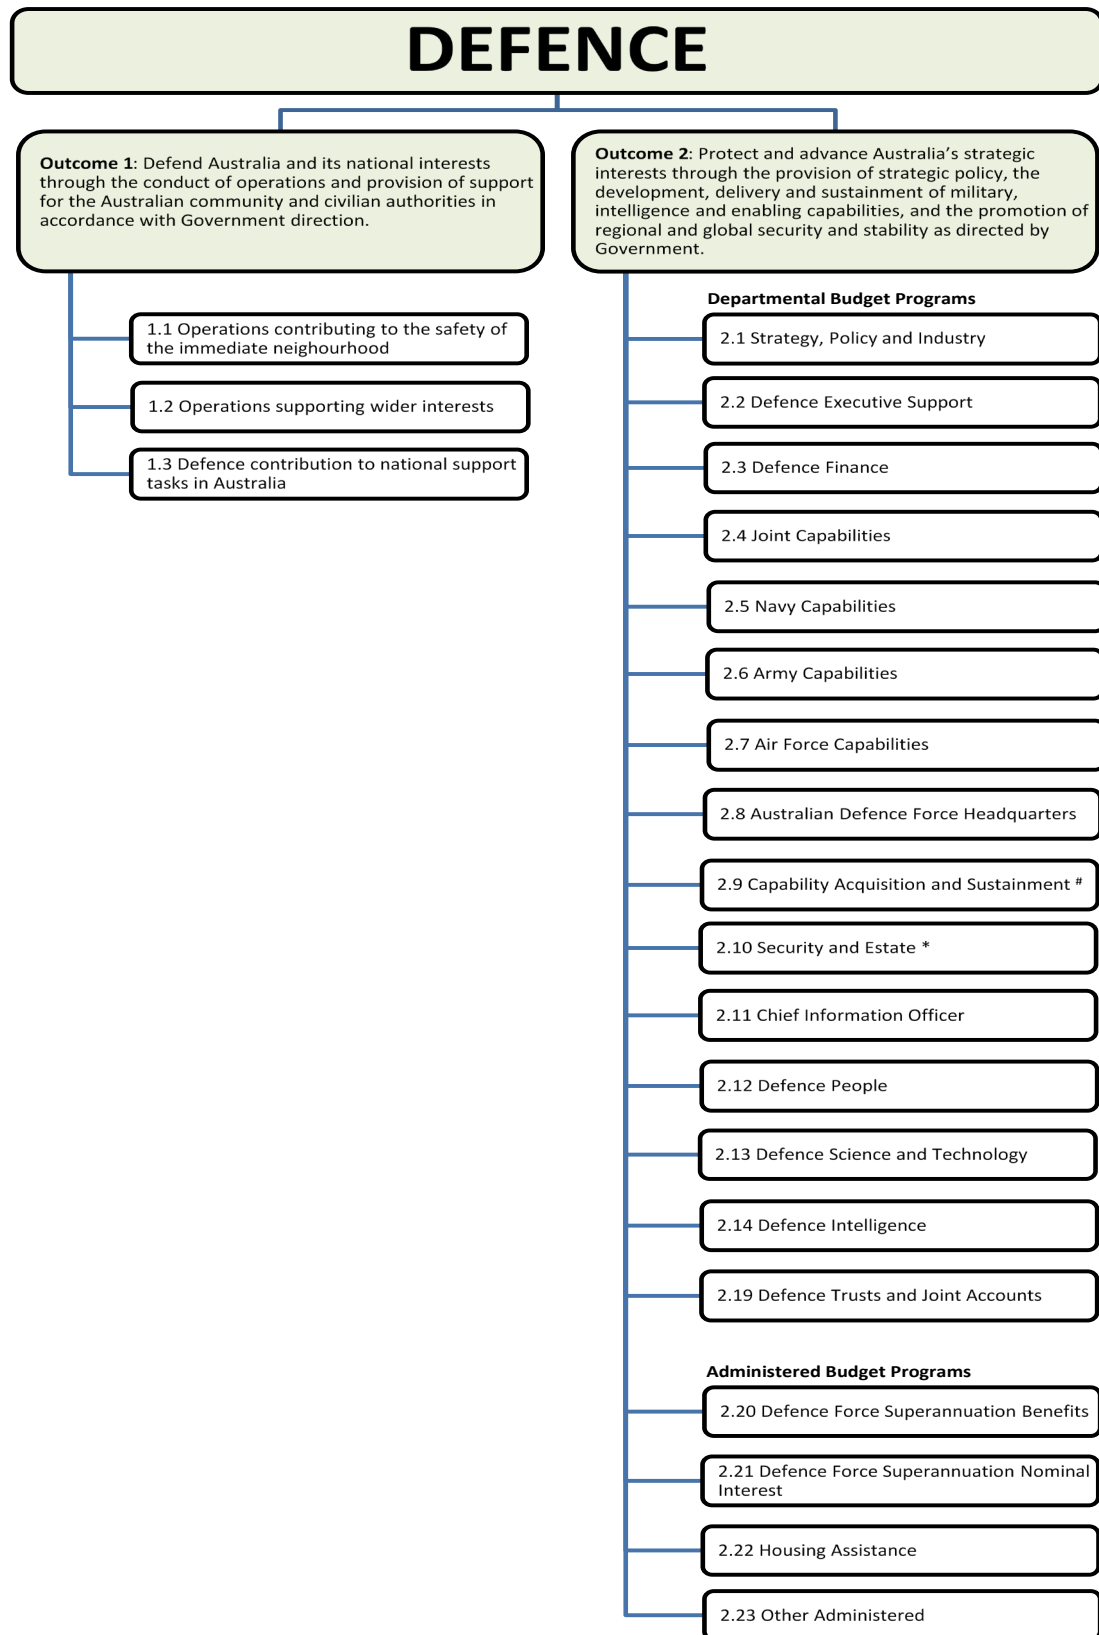 DEFENCE
Outcome 1: Defend Australia and its national interests
through the conduct of operations and provision of support
for the Australian community and civilian authorities in
accordance with Government direction.
1.1 Operations contributing to the safety of
the immediate neighourhood
1.2 Operations supporting wider interests
1.3 Defence contribution to national support
tasks in Australia
Outcome 2: Protect and advance Australia’s strategic
interests through the provision of strategic policy, the
development, delivery and sustainment of military,
intelligence and enabling capabilities, and the promotion of
regional and global security and stability as directed by
Government.
Departmental Budget Programs
2.1 Strategy, Policy and Industry
2.2 Defence Executive Support
2.3 Defence Finance
2.4 Joint Capabilities
2.5 Navy Capabilities
2.6 Army Capabilities
2.7 Air Force Capabilities
2.8 Australian Defence Force Headquarters
2.9 Capability Acquisition and Sustainment #
2.10 Security and Estate *
2.11 Chief Information Officer
2.12 Defence People
2.13 Defence Science and Technology
2.14 Defence Intelligence
2.19 Defence Trusts and Joint Accounts
Administered Budget Programs
2.20 Defence Force Superannuation Benefits
2.21 Defence Force Superannuation Nominal
Interest
2.22 Housing Assistance
2.23 Other Administered